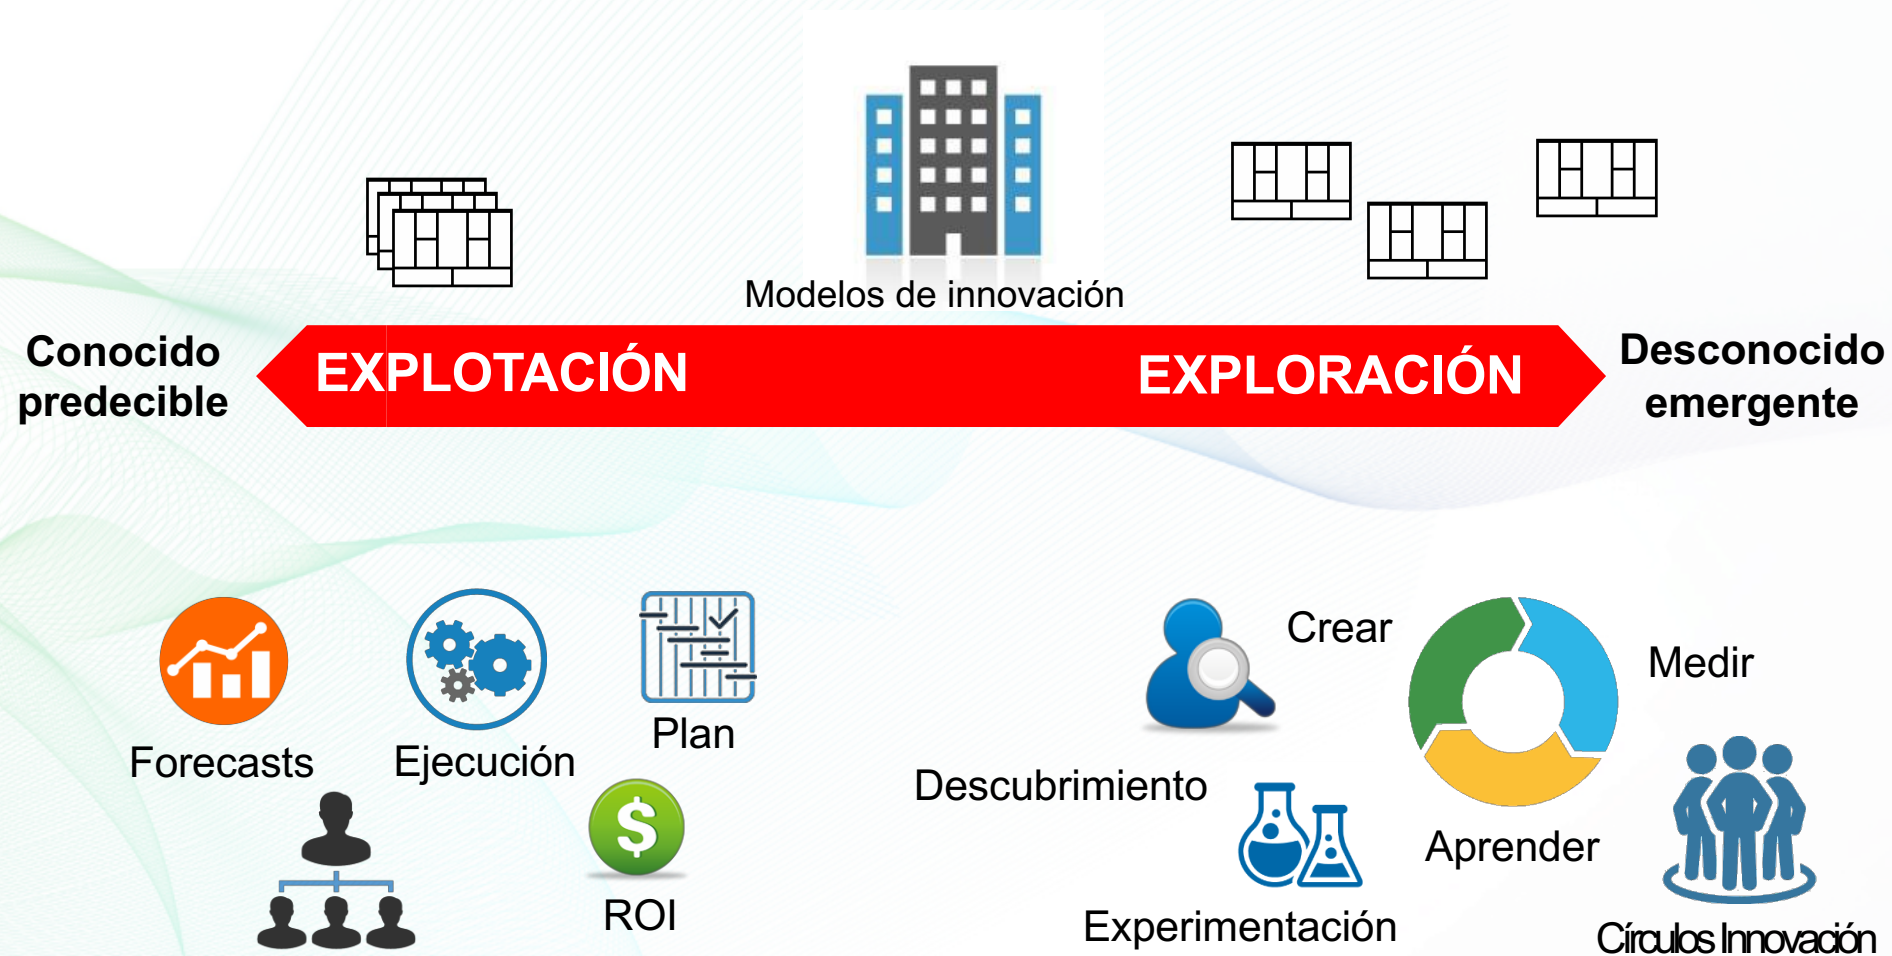 Modelos de innovación
Conocido
predecible
EXPLOTACIÓN
EXPLORACIÓN
Desconocido
emergente
Forecasts
Ejecución
Plan
ROI
Crear
Medir
Aprender
Descubrimiento
Experimentación
Círculos Innovación